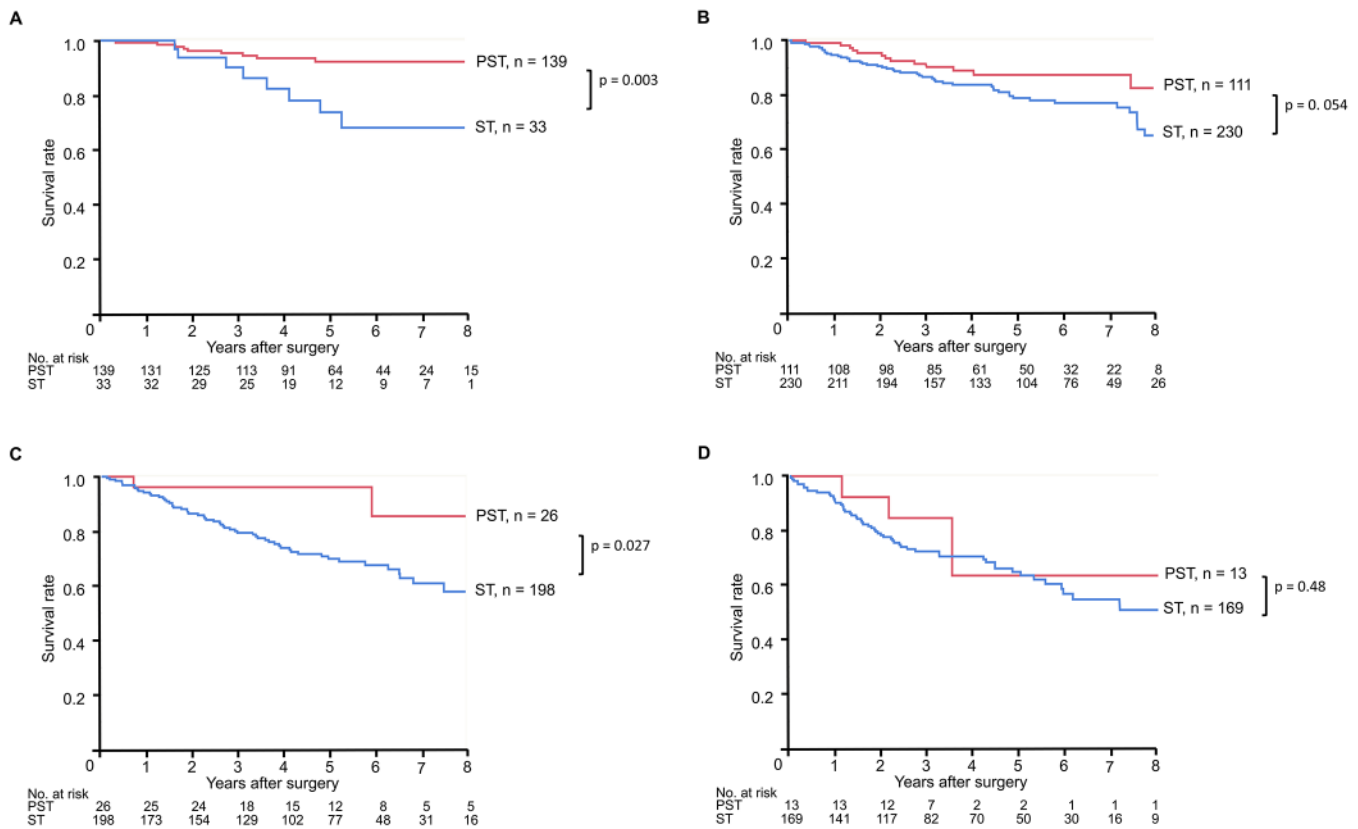 A
1.0
0.8
0.6
0.4
0.2
Survival rate
PST, n = 139
ST, n = 33
p = 0.003
0 1 2 3 4 5 6 7 8
Years after surgery
No. at risk
PST 139 131 125 113 91 64 44 24 15
ST 33 32 29 25 19 12 9 7 1
B
1.0
0.8
0.6
0.4
0.2
Survival rate
PST, n = 111
ST, n = 230
p = 0. 054
0 1 2 3 4 5 6 7 8
Years after surgery
No. at risk
PST 111 108 98 85 61 50 32 22 8
ST 230 211 194 157 133 104 76 49 26
C
1.0
0.8
0.6
0.4
0.2
Survival rate
PST, n = 26
ST, n = 198
p = 0.027
0 1 2 3 4 5 6 7 8
Years after surgery
No. at risk
PST 26 25 24 18 15 12 8 5 5
ST 198 173 154 129 102 77 48 31 16
D
1.0
0.8
0.6
0.4
0.2
Survival rate
PST, n = 13
ST, n = 169
p = 0.48
0 1 2 3 4 5 6 7 8
Years after surgery
No. at risk
PST 13 13 12 7 2 2 1 1 1
ST 169 141 117 82 70 50 30 16 9